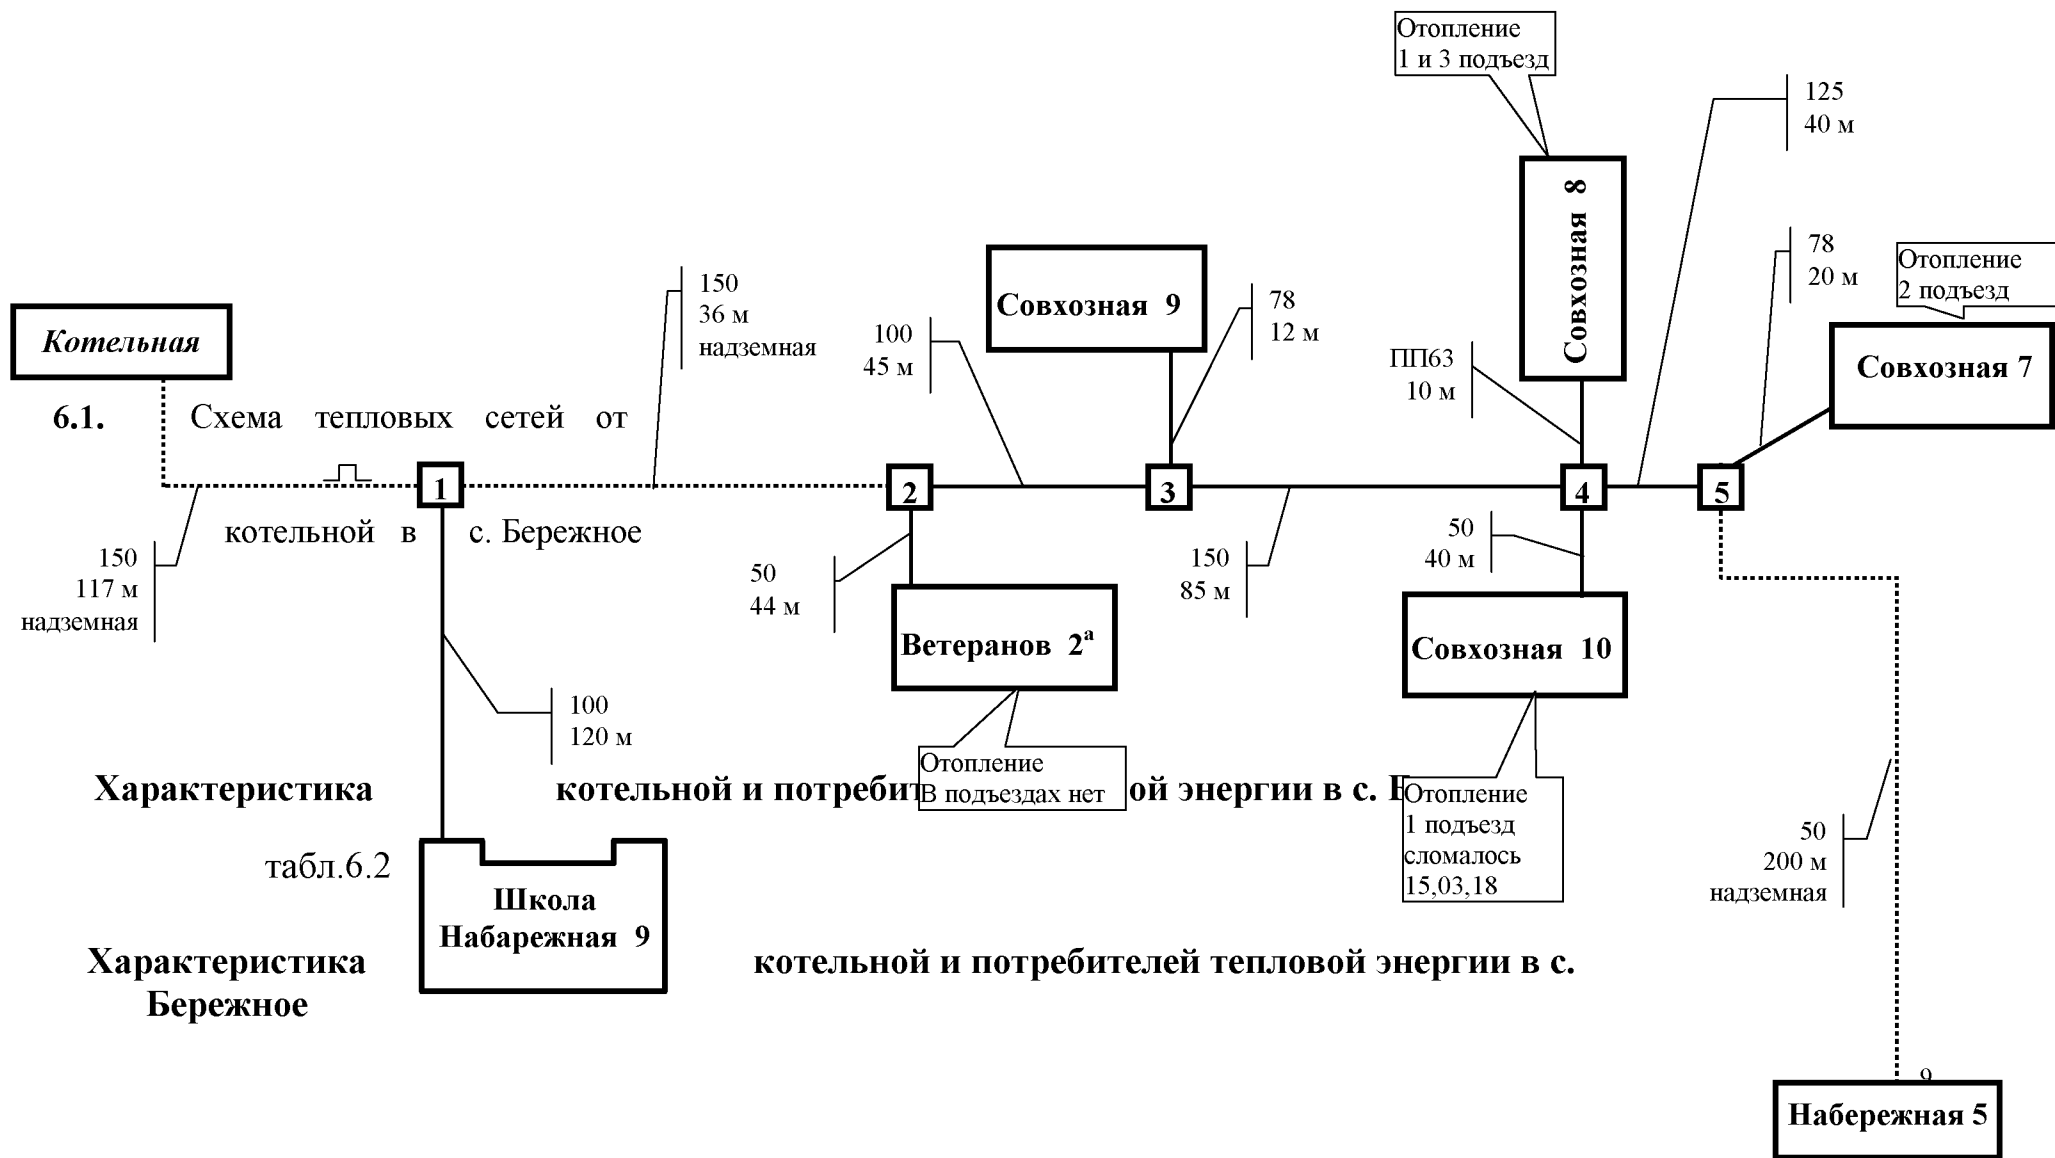 Отопление
1 и 3 подъезд
125
40 м
Совхозная 8
78
20 м
Отопление
2 подъезд
Совхозная 7
Совхозная 9
78
12 м
150
36 м
надземная
100
45 м
ПП63
10 м
Котельная
6.1. Схема тепловых сетей от
1
2
3
4
5
котельной в с. Бережное
150
117 м
надземная
50
44 м
150
85 м
50
40 м
Ветеранов 2а
Совхозная 10
100
120 м
Отопление
В подъездах нет
Характеристика котельной и потребит ой энергии в с.
Отопление
1 подъезд
сломалось
15,03,18
50
200 м
надземная
табл.6.2
Школа
Набарежная 9
Характеристика котельной и потребителей тепловой энергии в с.
Бережное
9
Набережная 5